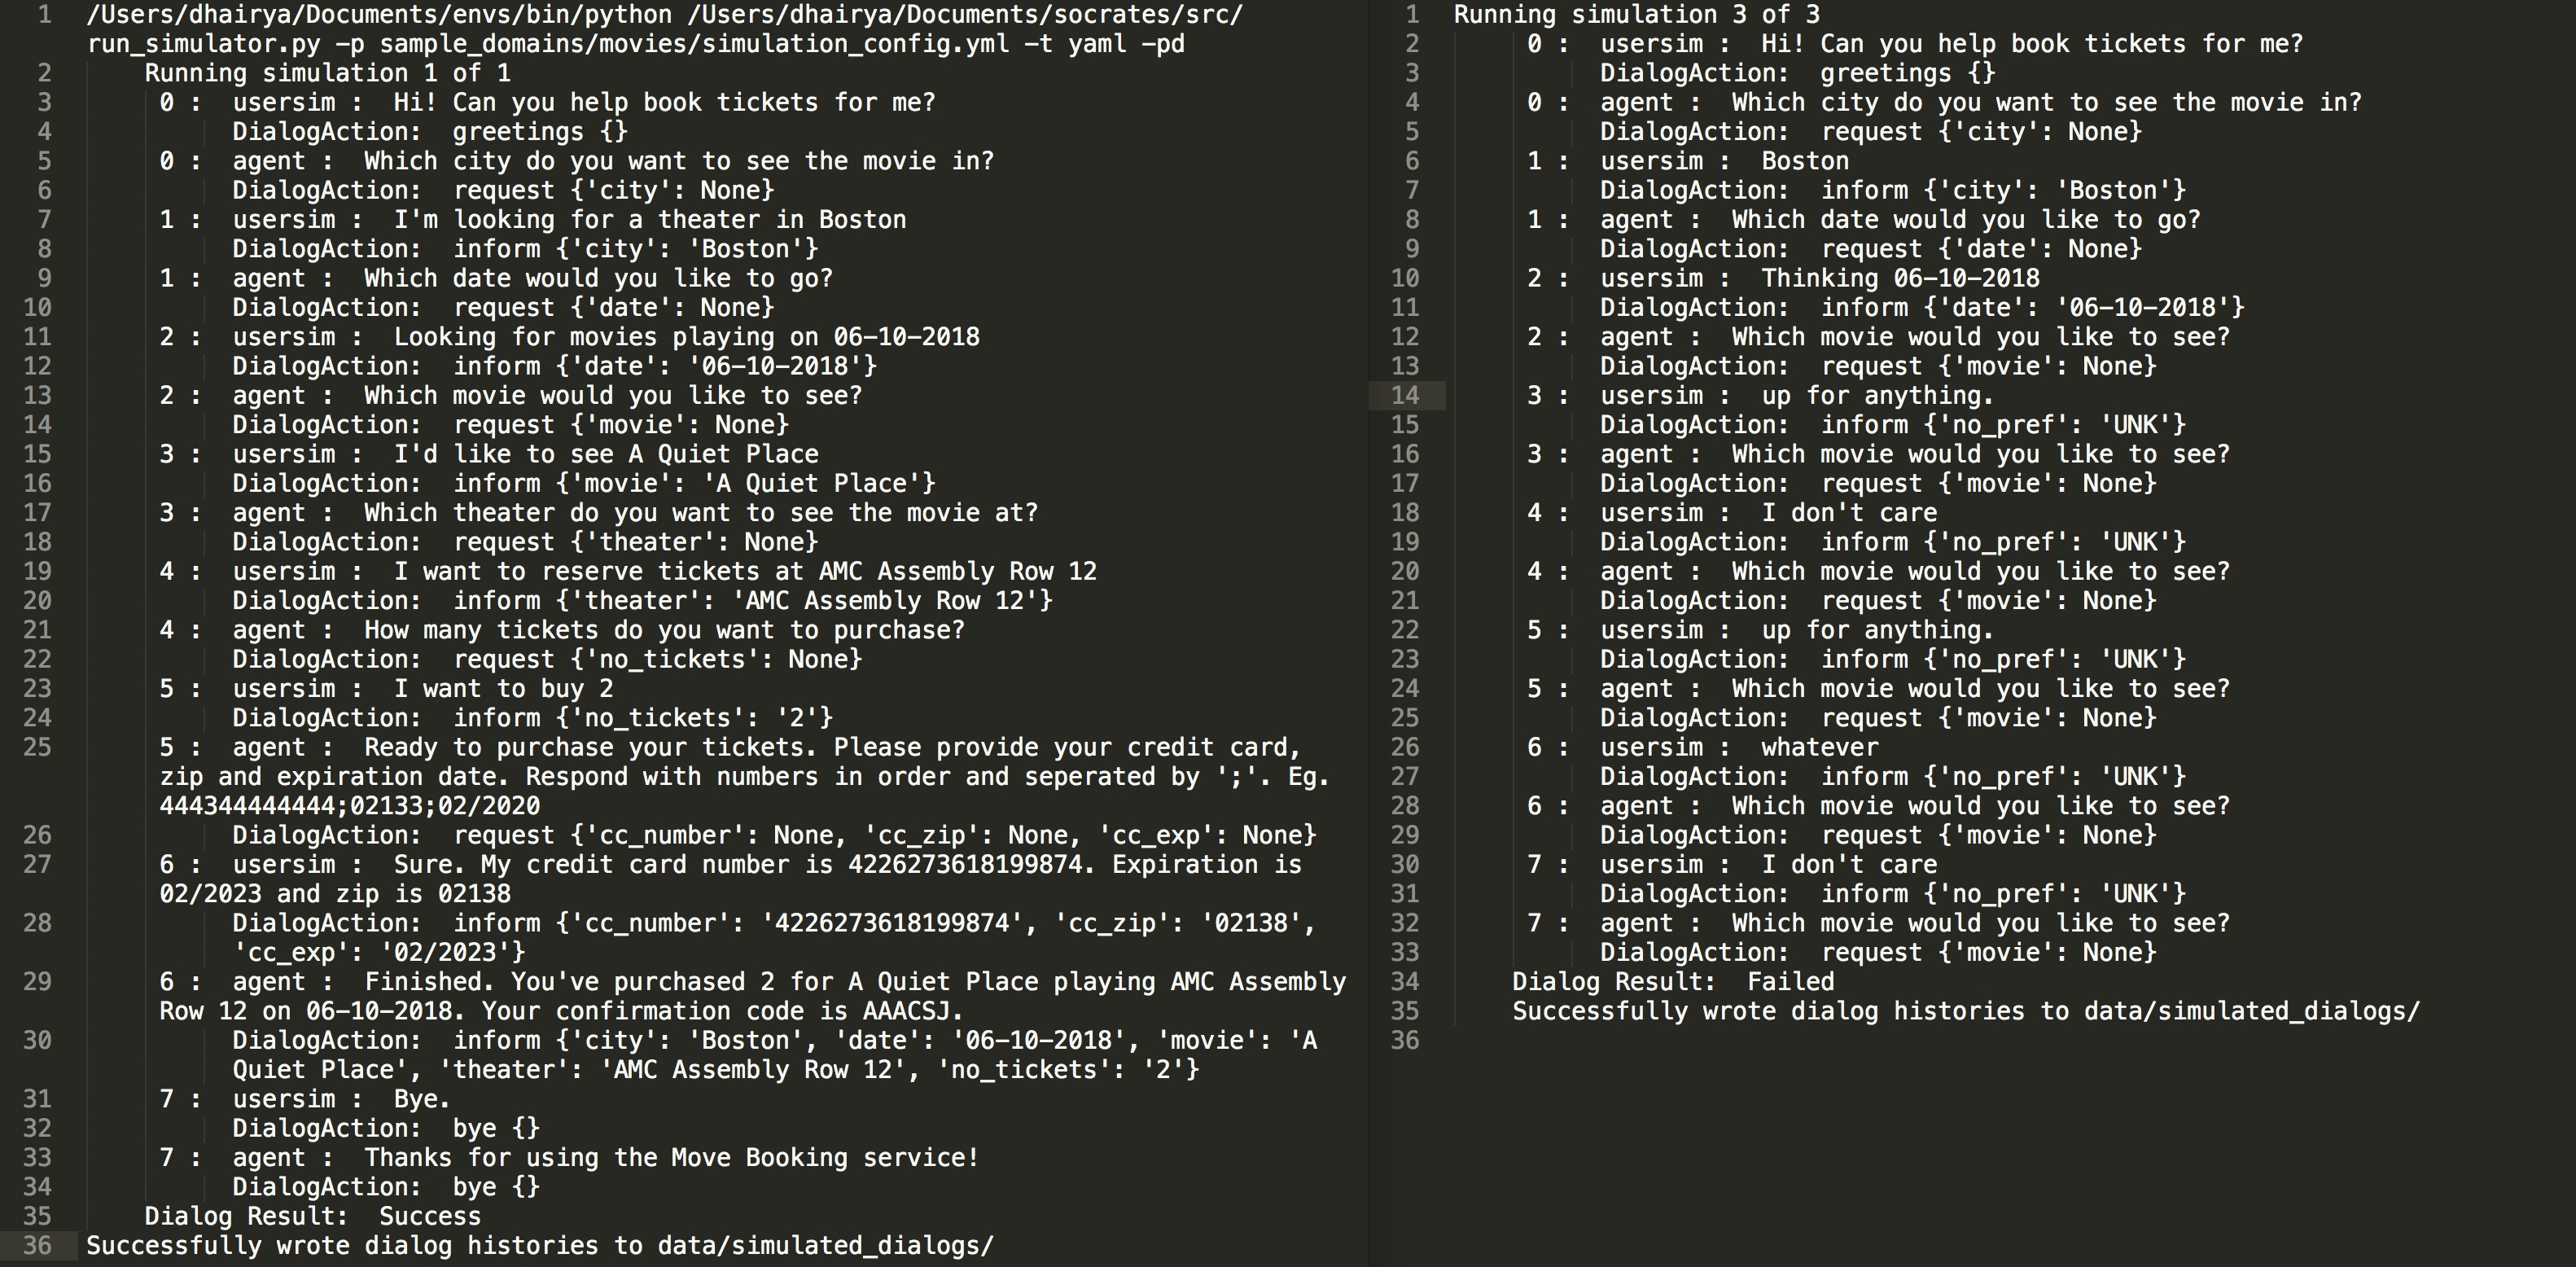 1 /Users/dhairya/Documents/envs/bin/python /Users/dhairya/Documents/socrates/src/
run_simulator.py -p sample_domains/movies/simulation_config.yml -t yaml -pd
2 Running simulation 1 of 1
3 0 : usersim : Hi! Can you help book tickets for me?
4 DialogAction: greetings {}
5 0 : agent : Which city do you want to see the movie in?
6 DialogAction: request {'city': None}
7 1 : usersim : I'm looking for a theater in Boston
8 DialogAction: inform {'city': 'Boston'}
9 1 : agent : Which date would you like to go?
10 DialogAction: request {'date': None}
11 2 : usersim : Looking for movies playing on 06-10-2018
12 DialogAction: inform {'date': '06-10-2018'}
13 2 : agent : Which movie would you like to see?
14 DialogAction: request {'movie': None}
15 3 : usersim : I'd like to see A Quiet Place
16 DialogAction: inform {'movie': 'A Quiet Place'}
17 3 : agent : Which theater do you want to see the movie at?
18 DialogAction: request {'theater': None}
19 4 : usersim : I want to reserve tickets at AMC Assembly Row 12
20 DialogAction: inform {'theater': 'AMC Assembly Row 12'}
21 4 : agent : How many tickets do you want to purchase?
22 DialogAction: request {'no_tickets': None}
23 5 : usersim : I want to buy 2
24 DialogAction: inform {'no_tickets': '2'}
25 5 : agent : Ready to purchase your tickets. Please provide your credit card,
zip and expiration date. Respond with numbers in order and seperated by ';'. Eg.
444344444444;02133;02/2020
26 DialogAction: request {'cc_number': None, 'cc_zip': None, 'cc_exp': None}
27 6 : usersim : Sure. My credit card number is 4226273618199874. Expiration is
02/2023 and zip is 02138
28 DialogAction: inform {'cc_number': '4226273618199874', 'cc_zip': '02138',
'cc_exp': '02/2023'}
29 6 : agent : Finished. You've purchased 2 for A Quiet Place playing AMC Assembly
Row 12 on 06-10-2018. Your confirmation code is AAACSJ.
30 DialogAction: inform {'city': 'Boston', 'date': '06-10-2018', 'movie': 'A
Quiet Place', 'theater': 'AMC Assembly Row 12', 'no_tickets': '2'}
31 7 : usersim : Bye.
32 DialogAction: bye {}
33 7 : agent : Thanks for using the Move Booking service!
34 DialogAction: bye {}
35 Dialog Result: Success
36 Successfully wrote dialog histories to data/simulated_dialogs/
1 Running simulation 3 of 3
2 0 : usersim : Hi! Can you help book tickets for me?
3 DialogAction: greetings {}
4 0 : agent : Which city do you want to see the movie in?
5 DialogAction: request {'city': None}
6 1 : usersim : Boston
7 DialogAction: inform {'city': 'Boston'}
8 1 : agent : Which date would you like to go?
9 DialogAction: request {'date': None}
10 2 : usersim : Thinking 06-10-2018
11 DialogAction: inform {'date': '06-10-2018'}
12 2 : agent : Which movie would you like to see?
13 DialogAction: request {'movie': None}
14 3 : usersim : up for anything.
15 DialogAction: inform {'no_pref': 'UNK'}
16 3 : agent : Which movie would you like to see?
17 DialogAction: request {'movie': None}
18 4 : usersim : I don't care
19 DialogAction: inform {'no_pref': 'UNK'}
20 4 : agent : Which movie would you like to see?
21 DialogAction: request {'movie': None}
22 5 : usersim : up for anything.
23 DialogAction: inform {'no_pref': 'UNK'}
24 5 : agent : Which movie would you like to see?
25 DialogAction: request {'movie': None}
26 6 : usersim : whatever
27 DialogAction: inform {'no_pref': 'UNK'}
28 6 : agent : Which movie would you like to see?
29 DialogAction: request {'movie': None}
30 7 : usersim : I don't care
31 DialogAction: inform {'no_pref': 'UNK'}
32 7 : agent : Which movie would you like to see?
33 DialogAction: request {'movie': None}
34 Dialog Result: Failed
35 Successfully wrote dialog histories to data/simulated_dialogs/
36